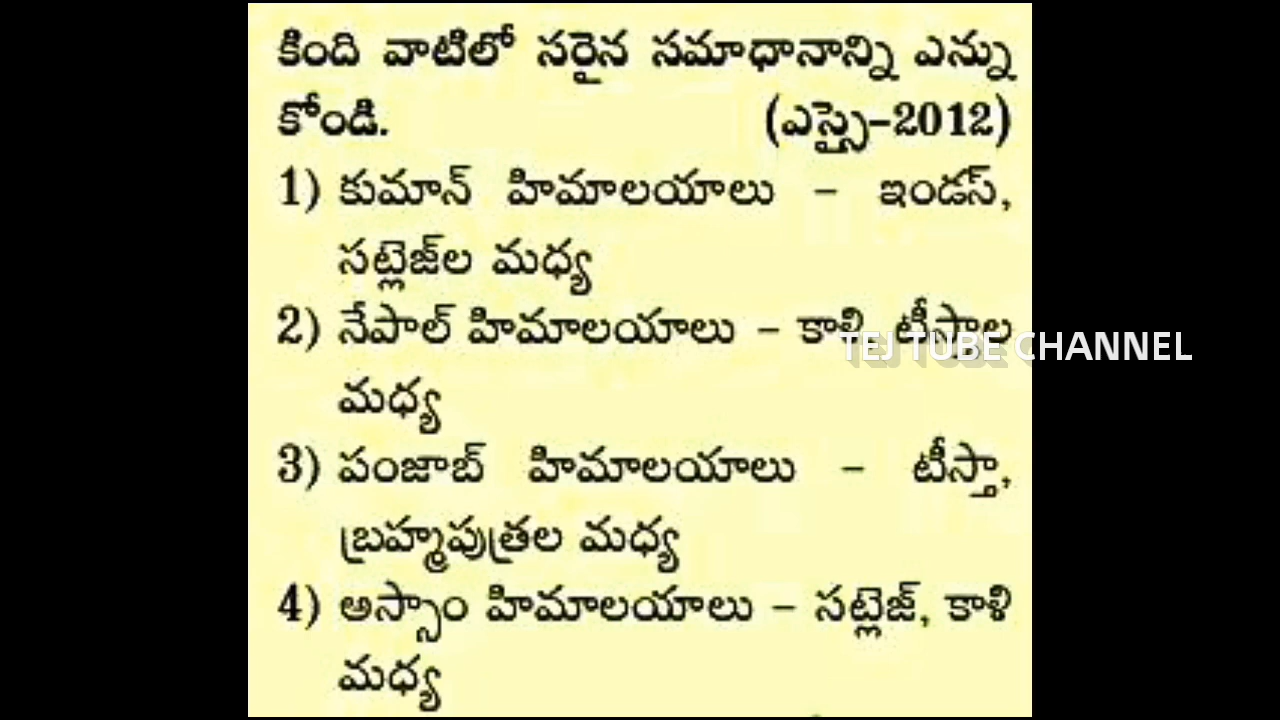 కింది వాటిలో సరైన సమాధానాన్ని ఎన్ను
కోండి. (ఎస్సై-2012)
1) కుమాన్ హిమాలయాలు - ఇండస్,
సట్లెజ్‌ల మధ్య
2) నేపాల్ హిమాలయాలు - కాళి, టీస్తాల
TEJ TUBE CHANNEL
మధ్య
3) పంజాబ్ హిమాలయాలు - టీస్తా,
బ్రహ్మపుత్రల మధ్య
4) అస్సాం హిమాలయాలు - సట్లెజ్, కాళి
మధ్య